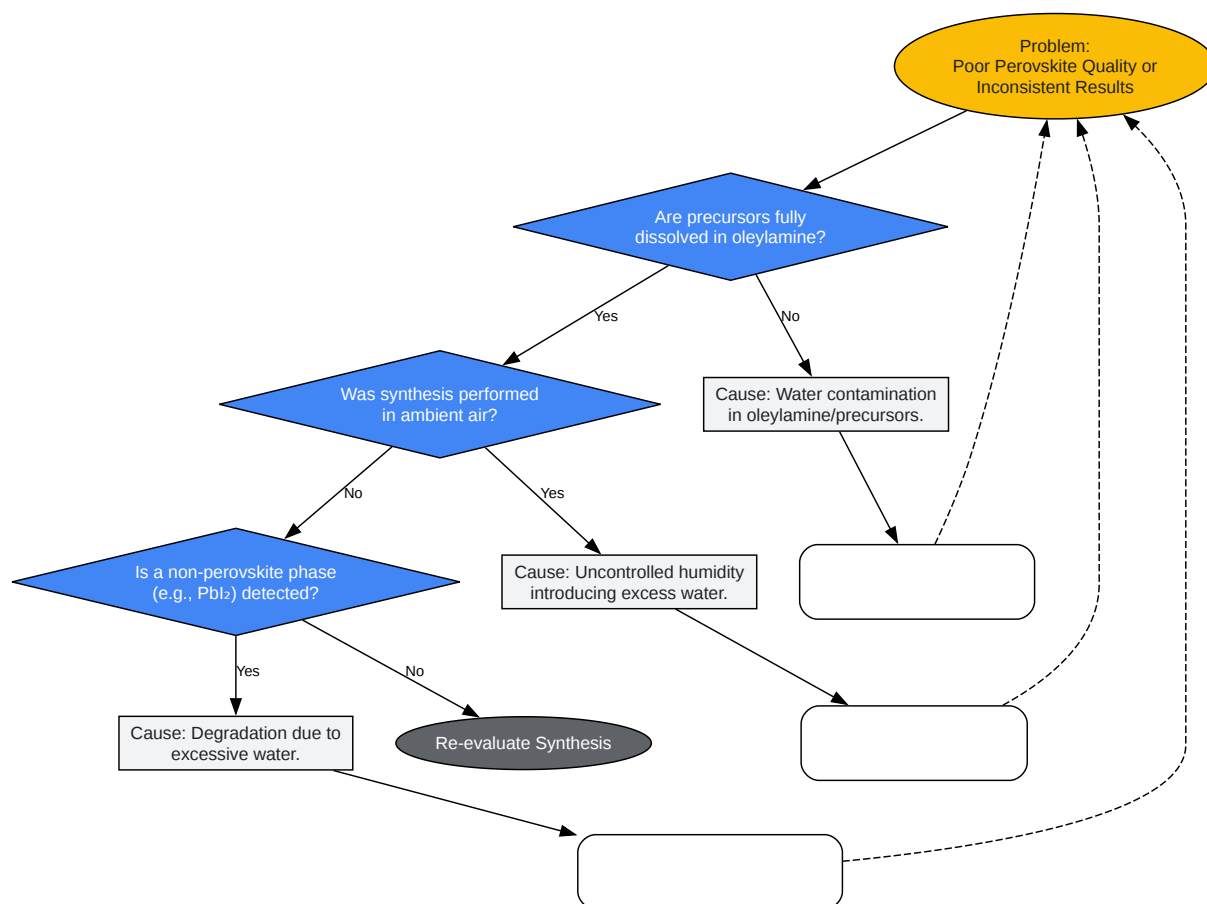 Problem:
Poor Perovskite Quality or
Inconsistent Results
Are precursors fully
dissolved in oleylamine?
Yes
No
Was synthesis performed
in ambient air?
Cause: Water contamination
in oleylamine/precursors.
No
Yes
Is a non-perovskite phase
(e.g., PbI₂) detected?
Cause: Uncontrolled humidity
introducing excess water.
Yes
No
Cause: Degradation due to
excessive water.
Re-evaluate Synthesis